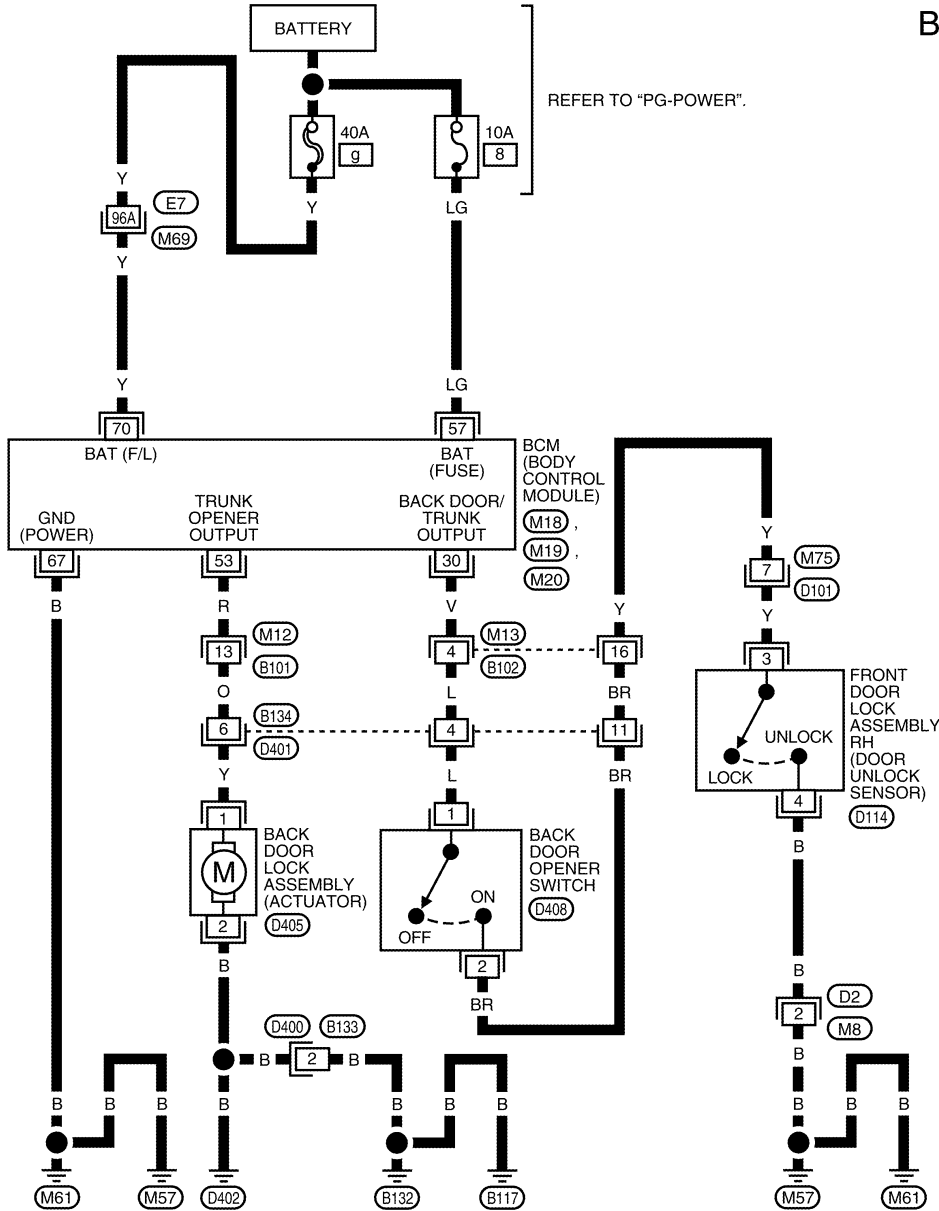 B
BATTERY
REFER TO “PG-POWER”.
40A
g
10A
8
Y
E7
96A
M69
Y
Y
LG
Y
LG
70
57
BAT (F/L)
BAT
(FUSE)
BCM
(BODY
CONTROL
MODULE)
M18 ,
M19 ,
M20
GND
(POWER)
TRUNK
OPENER
OUTPUT
BACK DOOR/
TRUNK
OUTPUT
67
53
30
B
R
V
Y
Y
7
M75
D101
Y
13
M12
B101
4
M13
B102
16
O
L
BR
3
6
B134
D401
4
11
Y
L
BR
FRONT
DOOR
LOCK
ASSEMBLY
RH
(DOOR
UNLOCK
SENSOR)
D114
UNLOCK
LOCK
4
B
1
M
BACK
DOOR
LOCK
ASSEMBLY
(ACTUATOR)
D405
2
B
1
BACK
DOOR
OPENER
SWITCH
D408
ON
OFF
2
BR
B
2
D2
M8
B
D400
B133
B
2
B
B
B
B
B
B
B
B
B
M61
M57
D402
B132
B117
M57
M61